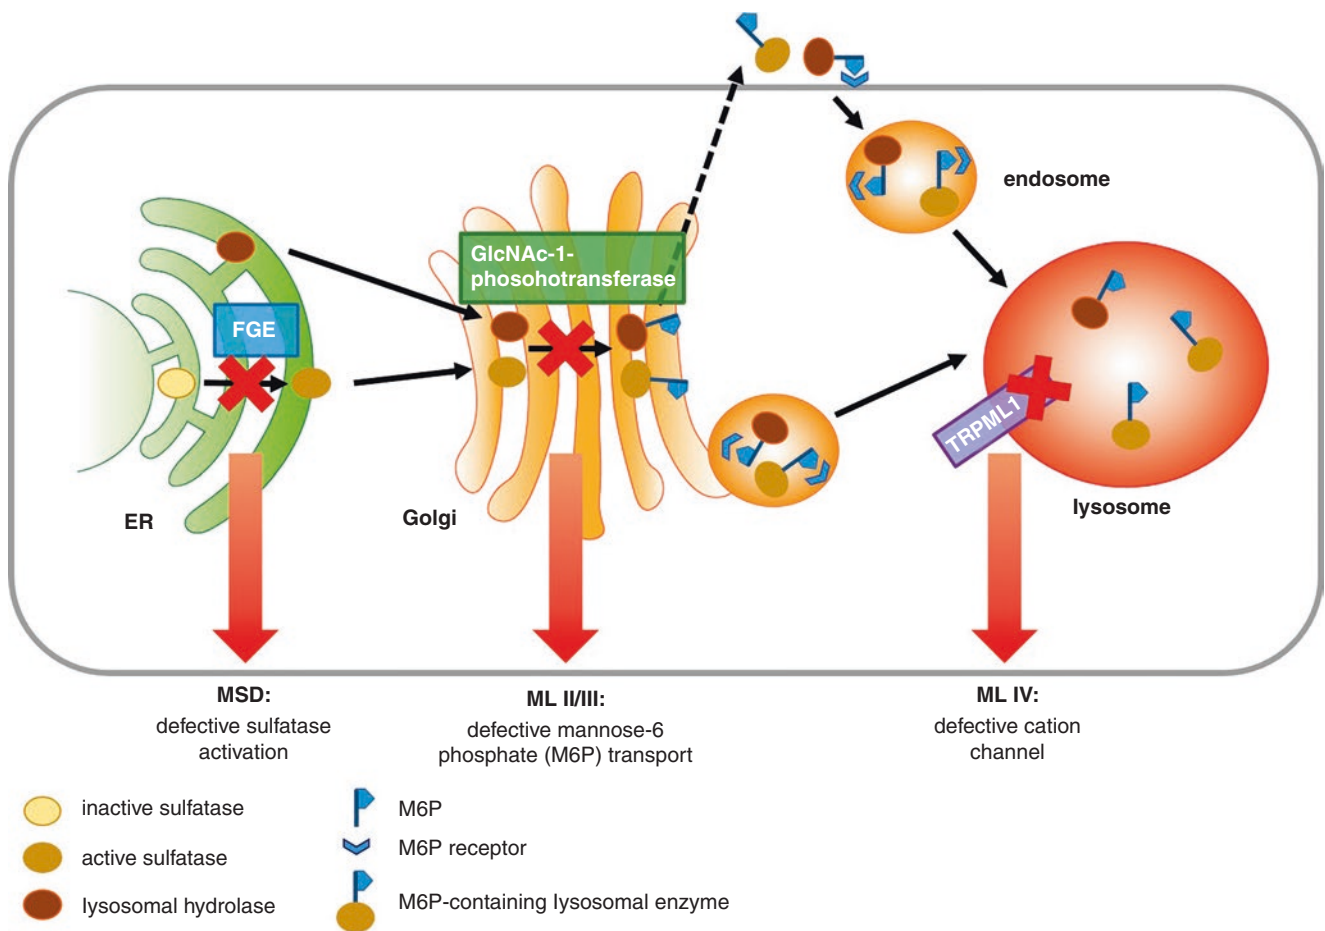 endosome
GlcNAc-1-
phosohotransferase
FGE
TRPML1
ER
Golgi
lysosome
MSD:
defective sulfatase
activation
ML II/III:
defective mannose-6
phosphate (M6P) transport
ML IV:
defective cation
channel
inactive sulfatase
active sulfatase
lysosomal hydrolase
M6P
M6P receptor
M6P-containing lysosomal enzyme